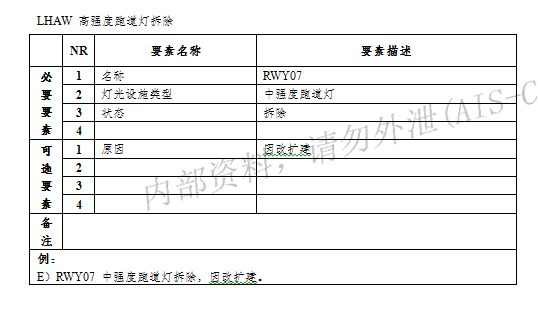 LHAW 高强度跑道灯拆除
NR 要素名称 要素描述
必要要素
1 名称 RWY07
2 灯光设施类型 中强度跑道灯
3 状态 拆除
4
可选要素
1 原因 因改扩建
2
3
4
备注
例：
E）RWY07 中强度跑道灯拆除，因改扩建。
内部资料，请勿外泄(AIS-C